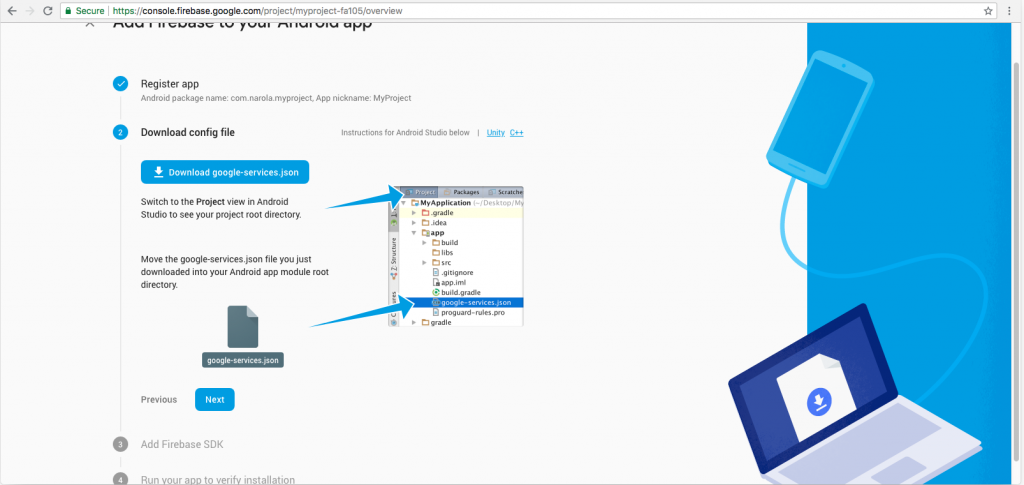 Secure | https://console.firebase.google.com/project/myproject-fa105/overview
Add Firebase to your Android app
Register app
Android package name: com.narola.myproject, App nickname: MyProject
2 Download config file
Instructions for Android Studio below | Unity C++
Download google-services.json
Switch to the Project view in Android
Studio to see your project root directory.
Move the google-services.json file you just
downloaded into your Android app module root
directory.
google-services.json
Project Packages Scratche
MyApplication (~/Desktop/My
.gradle
.idea
app
build
libs
src
.gitignore
app.iml
build.gradle
google-services.json
proguard-rules.pro
gradle
Z: Structure
Previous Next
3 Add Firebase SDK
4 Run your app to verify installation